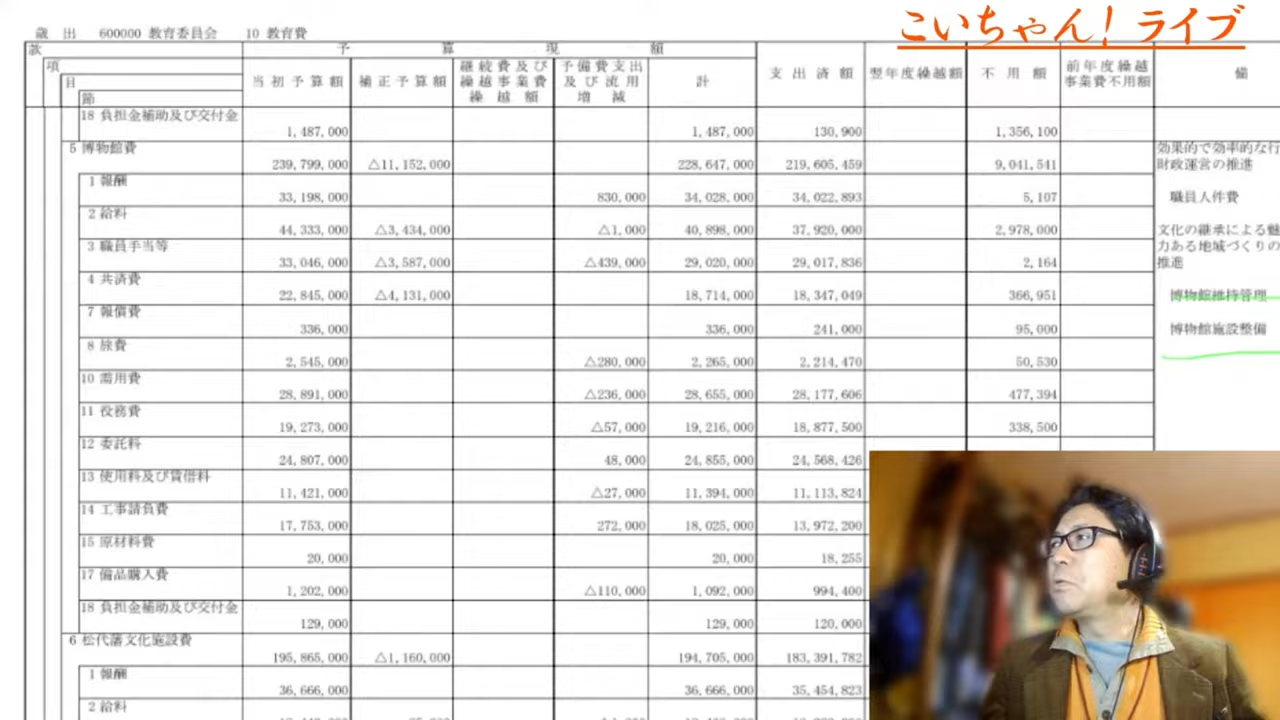 こいちゃん！ライブ
歳 出 600000 教育委員会 10 教育費
款 予 算 現 額
項 目 節 当初予算額 補正予算額 継続費及び繰越事業費繰越額 予備費支出及び流用増減 計 支出済額 翌年度繰越額 不用額 前年度繰越事業費不用額 備
18 負担金補助及び交付金
1,487,000 1,487,000 130,900 1,356,100
5 博物館費 効果的で効率的な行
239,799,000 △11,152,000 228,647,000 219,605,459 9,041,541 財政運営の推進
1 報酬
33,198,000 830,000 34,028,000 34,022,893 5,107 職員人件費
2 給料
44,333,000 △3,434,000 △1,000 40,898,000 37,920,000 2,978,000 文化の継承による魅
3 職員手当等 力ある地域づくりの
33,046,000 △3,587,000 △439,000 29,020,000 29,017,836 2,164 推進
4 共済費
22,845,000 △4,131,000 18,714,000 18,347,049 366,951 博物館維持管理
7 報償費
336,000 336,000 241,000 95,000 博物館施設整備
8 旅費
2,545,000 △280,000 2,265,000 2,214,470 50,530
10 需用費
28,891,000 △236,000 28,655,000 28,177,606 477,394
11 役務費
19,273,000 △57,000 19,216,000 18,877,500 338,500
12 委託料
24,807,000 48,000 24,855,000 24,568,426
13 使用料及び賃借料
11,421,000 △27,000 11,394,000 11,113,824
14 工事請負費
17,753,000 272,000 18,025,000 13,972,200
15 原材料費
20,000 20,000 18,255
17 備品購入費
1,202,000 △110,000 1,092,000 994,400
18 負担金補助及び交付金
129,000 129,000 120,000
6 松代藩文化施設費
195,865,000 △1,160,000 194,705,000 183,391,782
1 報酬
36,666,000 36,666,000 35,454,823
2 給料